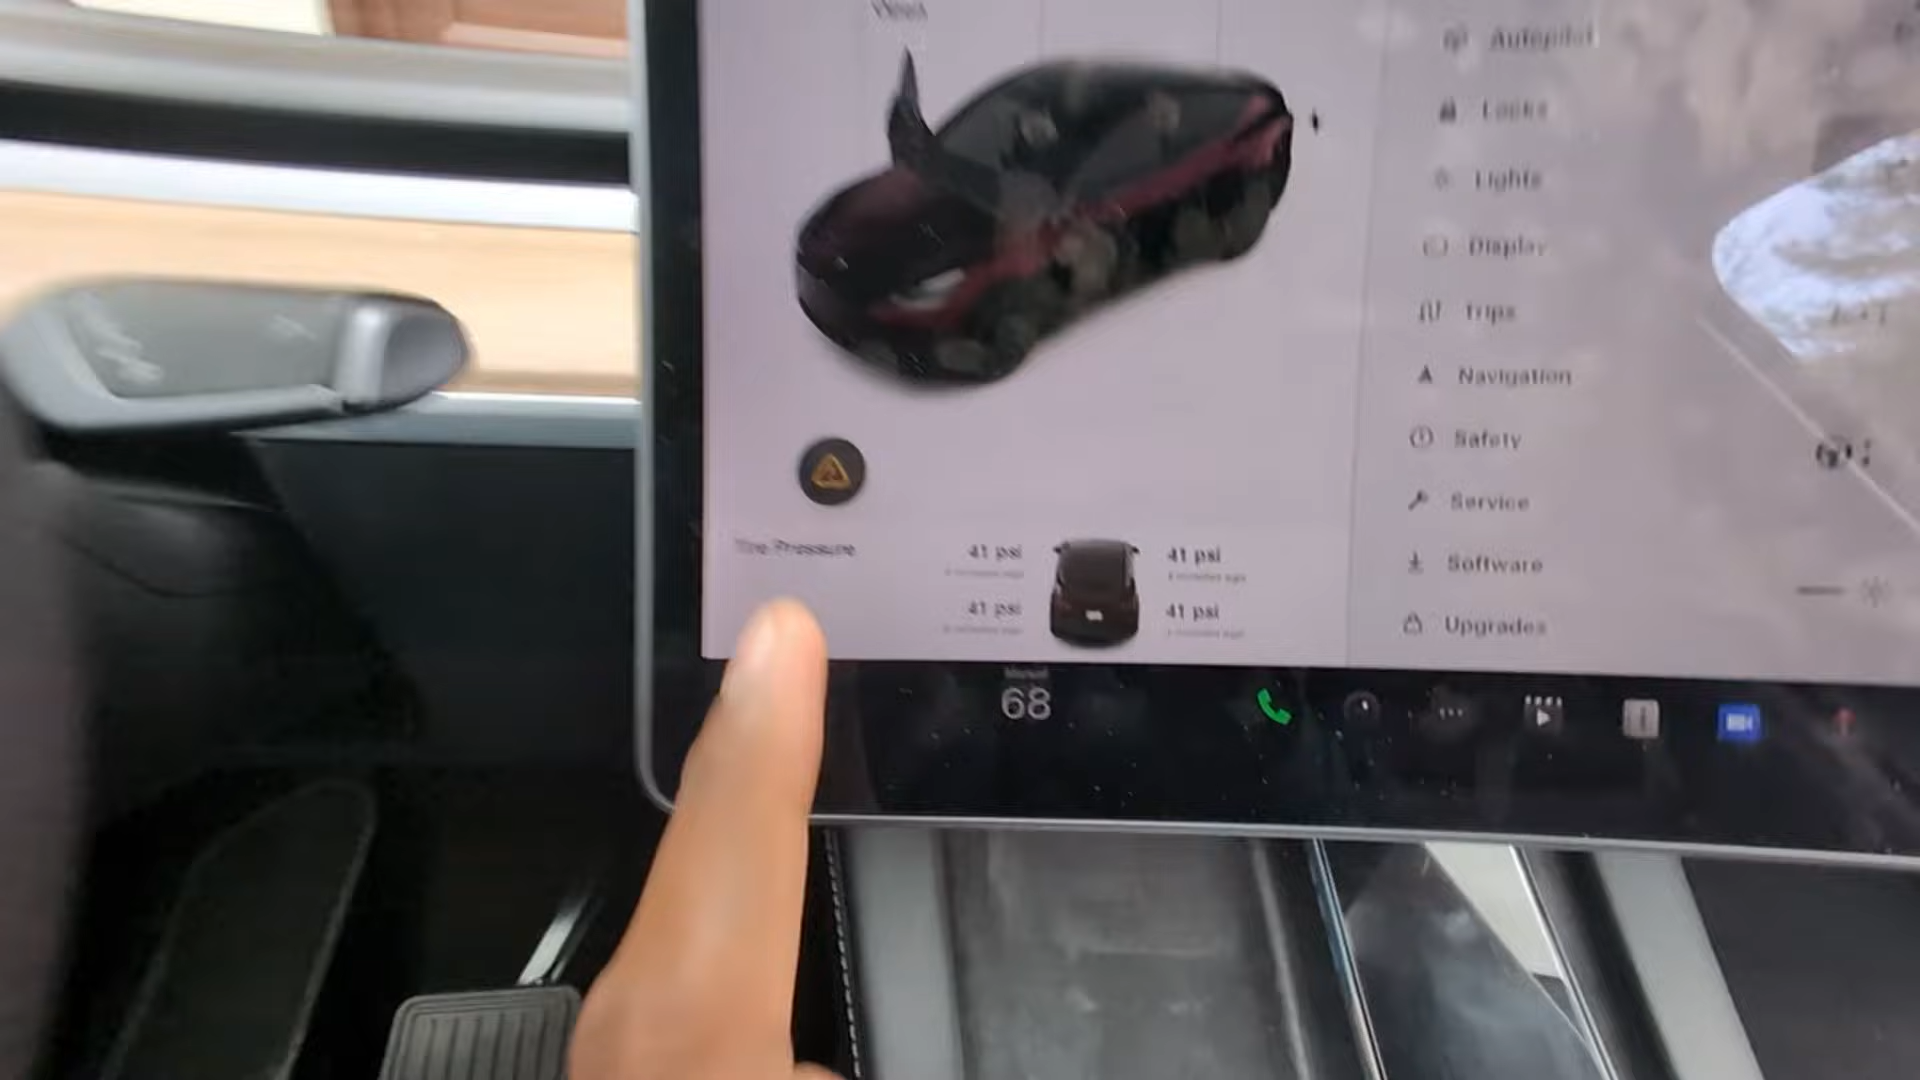 Autopilot
Locks
Lights
Display
Trips
Navigation
Safety
Service
Software
Upgrades
Tire Pressure
41 psi
41 psi
41 psi
41 psi
Manual
68